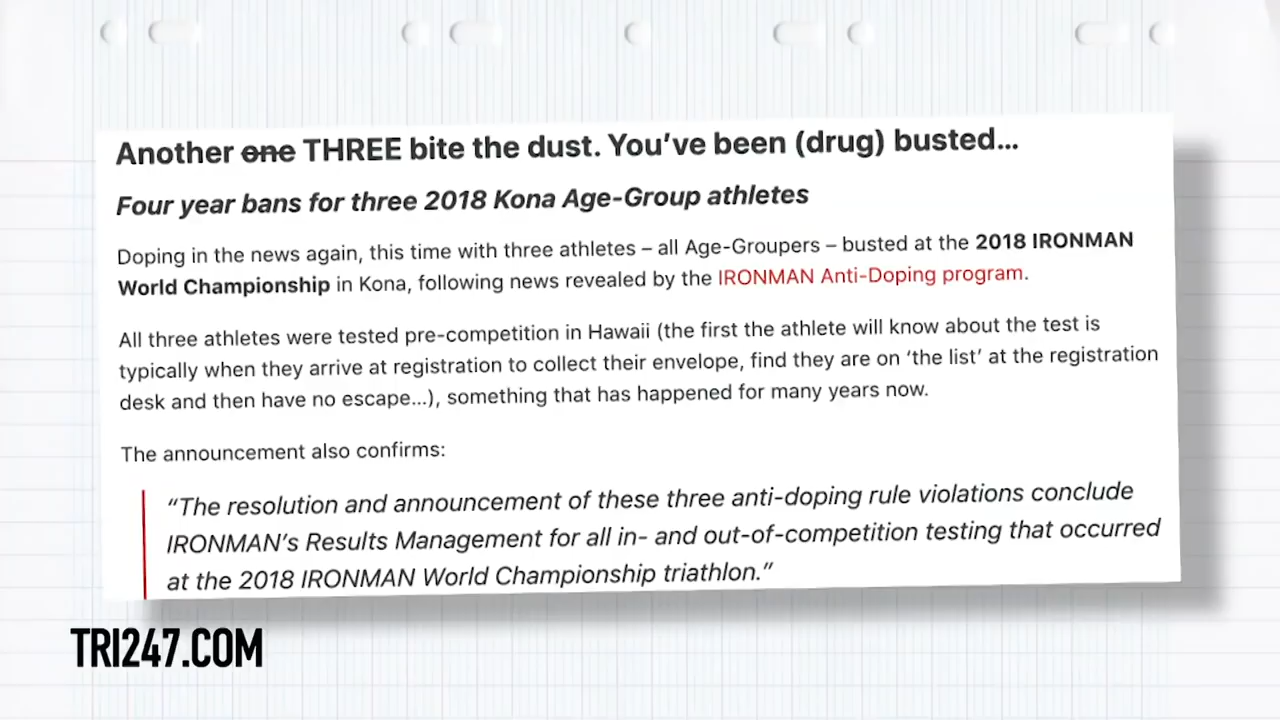 Another one THREE bite the dust. You’ve been (drug) busted...
Four year bans for three 2018 Kona Age-Group athletes
Doping in the news again, this time with three athletes – all Age-Groupers – busted at the 2018 IRONMAN
World Championship in Kona, following news revealed by the IRONMAN Anti-Doping program.
All three athletes were tested pre-competition in Hawaii (the first the athlete will know about the test is
typically when they arrive at registration to collect their envelope, find they are on ‘the list’ at the registration
desk and then have no escape...), something that has happened for many years now.
The announcement also confirms:
“The resolution and announcement of these three anti-doping rule violations conclude
IRONMAN’s Results Management for all in- and out-of-competition testing that occurred
at the 2018 IRONMAN World Championship triathlon.”
TRI247.COM